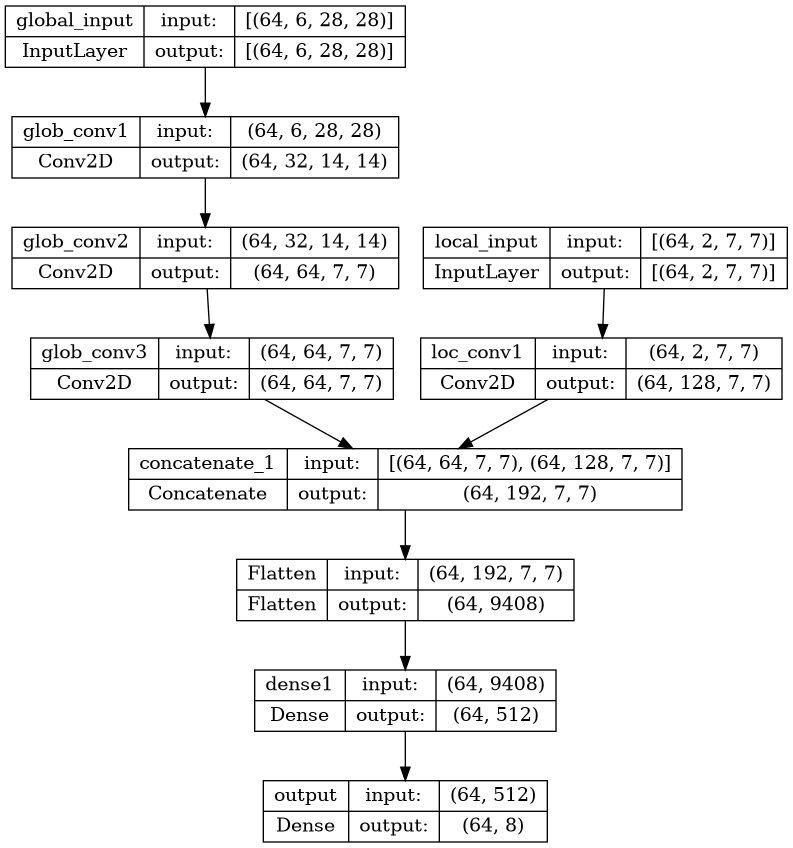 global_input input: [(64, 6, 28, 28)]
InputLayer output: [(64, 6, 28, 28)]
glob_conv1 input: (64, 6, 28, 28)
Conv2D output: (64, 32, 14, 14)
glob_conv2 input: (64, 32, 14, 14)
Conv2D output: (64, 64, 7, 7)
local_input input: [(64, 2, 7, 7)]
InputLayer output: [(64, 2, 7, 7)]
glob_conv3 input: (64, 64, 7, 7)
Conv2D output: (64, 64, 7, 7)
loc_conv1 input: (64, 2, 7, 7)
Conv2D output: (64, 128, 7, 7)
concatenate_1 input: [(64, 64, 7, 7), (64, 128, 7, 7)]
Concatenate output: (64, 192, 7, 7)
Flatten input: (64, 192, 7, 7)
Flatten output: (64, 9408)
dense1 input: (64, 9408)
Dense output: (64, 512)
output input: (64, 512)
Dense output: (64, 8)